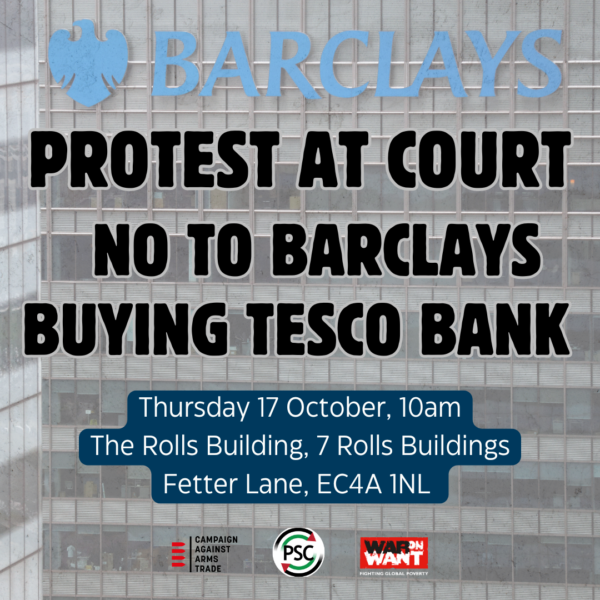 BARCLAYS
PROTEST AT COURT
NO TO BARCLAYS
BUYING TESCO BANK
Thursday 17 October, 10am
The Rolls Building, 7 Rolls Buildings
Fetter Lane, EC4A 1NL
CAMPAIGN
AGAINST
ARMS
TRADE
PSC
WAR ON
WANT
FIGHTING GLOBAL POVERTY